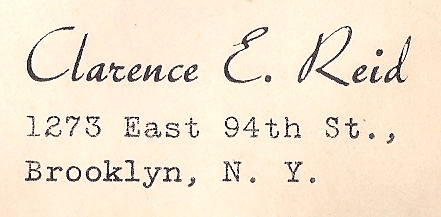 Clarence E. Reid
1273 East 94th St.,
Brooklyn, N. Y.